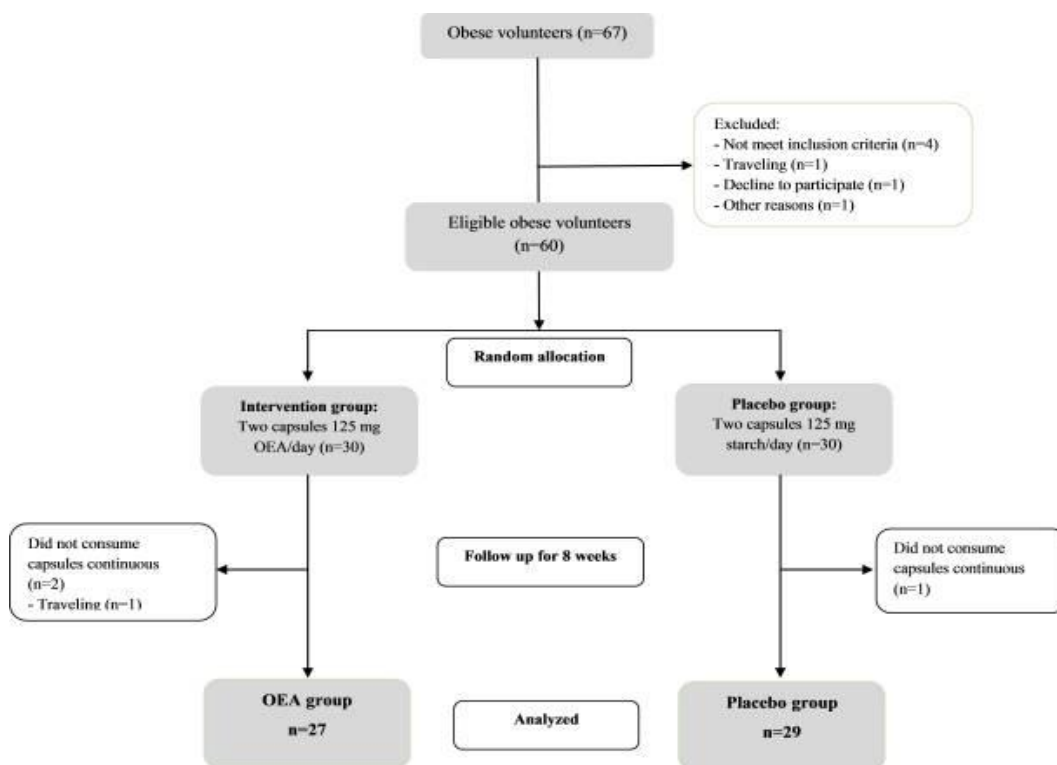 Obese volunteers (n=67)
Excluded:
- Not meet inclusion criteria (n=4)
- Traveling (n=1)
- Decline to participate (n=1)
- Other reasons (n=1)
Eligible obese volunteers
(n=60)
Random allocation
Intervention group:
Two capsules 125 mg
OEA/day (n=30)
Placebo group:
Two capsules 125 mg
starch/day (n=30)
Did not consume
capsules continuous
(n=2)
- Traveling (n=1)
Follow up for 8 weeks
Did not consume
capsules continuous
(n=1)
OEA group
n=27
Analyzed
Placebo group
n=29